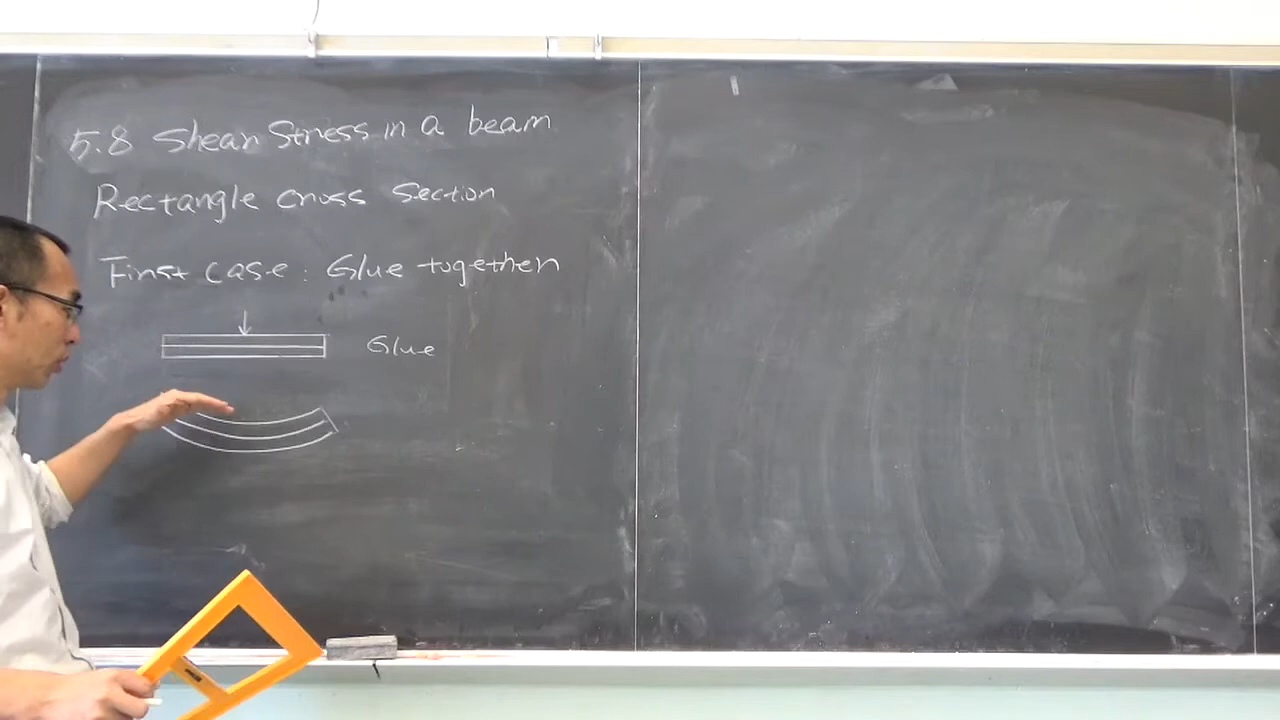 5.8 Shear Stress in a beam
Rectangle cross section
First case: Glue together
Glue